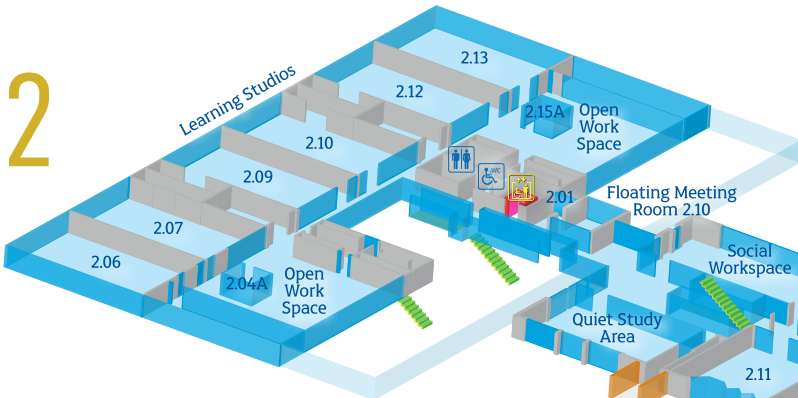 2
Learning Studios
2.13
2.12
2.10
2.09
2.07
2.06
2.15A
Open
Work
Space
WC
2.01
Floating Meeting
Room 2.10
Social
Workspace
2.04A
Open
Work
Space
Quiet Study
Area
2.11